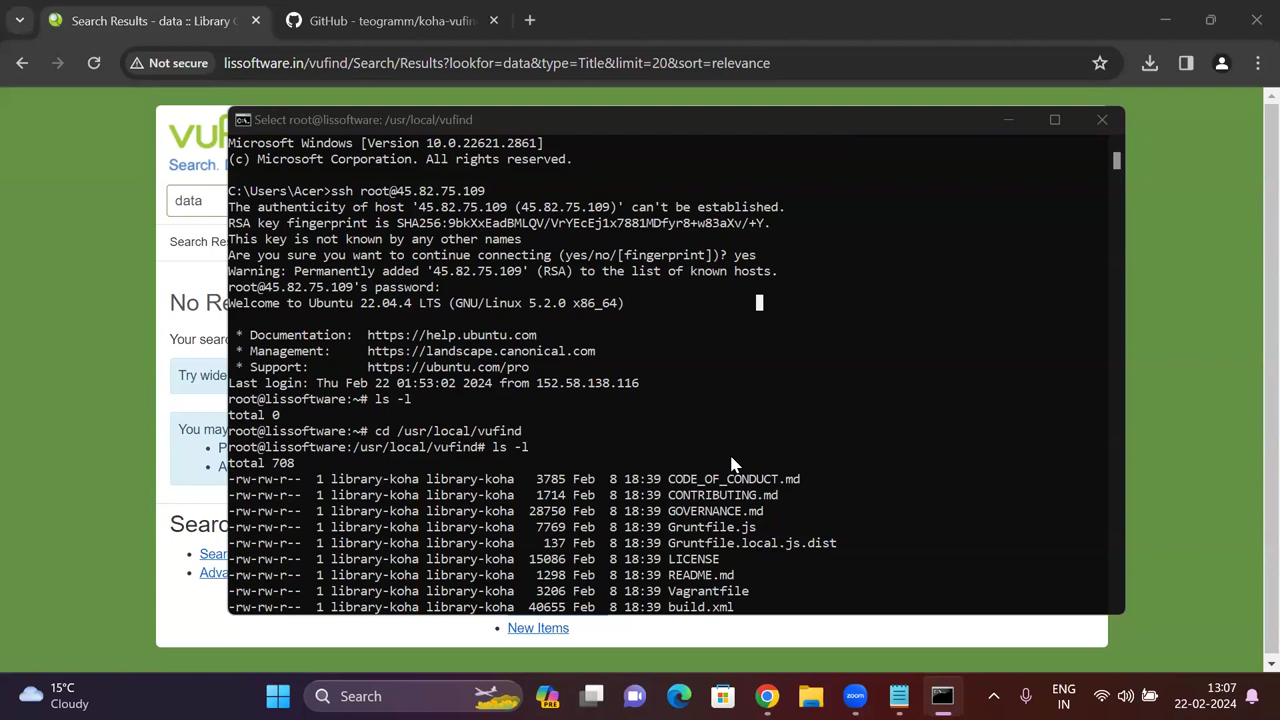 Search Results - data :: Library C
GitHub - teogramm/koha-vufin
Not secure
lissoftware.in/vufind/Search/Results?lookfor=data&type=Title&limit=20&sort=relevance
vuf
Search.
data
Search Res
No Re
Your searc
Try wide
You may
P
A
Searc
Sear
Adva
New Items
Select root@lissoftware: /usr/local/vufind
Microsoft Windows [Version 10.0.22621.2861]
(c) Microsoft Corporation. All rights reserved.
C:\Users\Acer>ssh root@45.82.75.109
The authenticity of host '45.82.75.109 (45.82.75.109)' can't be established.
RSA key fingerprint is SHA256:9bkXxEadBMLQV/VrYEcEj1x7881MDfyr8+w83aXv/+Y.
This key is not known by any other names
Are you sure you want to continue connecting (yes/no/[fingerprint])? yes
Warning: Permanently added '45.82.75.109' (RSA) to the list of known hosts.
root@45.82.75.109's password:
Welcome to Ubuntu 22.04.4 LTS (GNU/Linux 5.2.0 x86_64)
* Documentation:  https://help.ubuntu.com
* Management:     https://landscape.canonical.com
* Support:        https://ubuntu.com/pro
Last login: Thu Feb 22 01:53:02 2024 from 152.58.138.116
root@lissoftware:~# ls -l
total 0
root@lissoftware:~# cd /usr/local/vufind
root@lissoftware:/usr/local/vufind# ls -l
total 708
-rw-rw-r--  1 library-koha library-koha   3785 Feb  8 18:39 CODE_OF_CONDUCT.md
-rw-rw-r--  1 library-koha library-koha   1714 Feb  8 18:39 CONTRIBUTING.md
-rw-rw-r--  1 library-koha library-koha  28750 Feb  8 18:39 GOVERNANCE.md
-rw-rw-r--  1 library-koha library-koha   7769 Feb  8 18:39 Gruntfile.js
-rw-rw-r--  1 library-koha library-koha    137 Feb  8 18:39 Gruntfile.local.js.dist
-rw-rw-r--  1 library-koha library-koha  15086 Feb  8 18:39 LICENSE
-rw-rw-r--  1 library-koha library-koha   1298 Feb  8 18:39 README.md
-rw-rw-r--  1 library-koha library-koha   3206 Feb  8 18:39 Vagrantfile
-rw-rw-r--  1 library-koha library-koha  40655 Feb  8 18:39 build.xml
15°C
Cloudy
Search
PRE
zoom
ENG
IN
13:07
22-02-2024